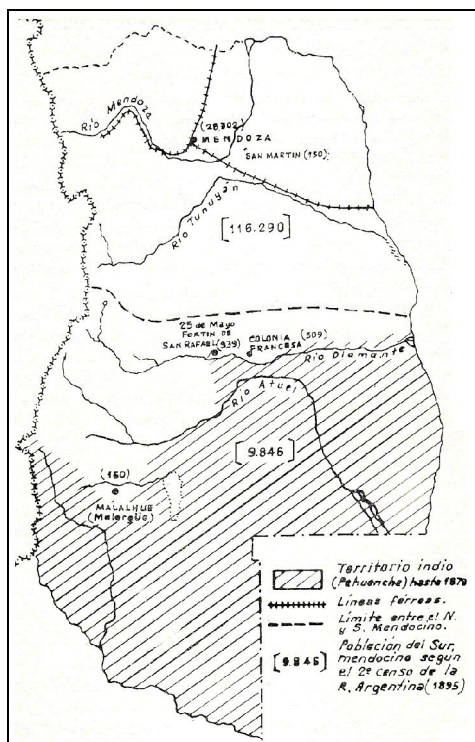 Río Mendoza
(28302)
MENDOZA
SAN MARTIN (150)
Río Tunuyán
[116.290]
25 de Mayo
FORTIN DE
SAN RAFAEL (939)
COLONIA (509)
FRANCESA
Río Diamante
Río Atuel
[9.846]
(150)
MALALHUE
(Malargüe)
Territorio indio
(Pehuenche) hasta 1879
Líneas férreas.
Límite entre el N.
y S. Mendocino.
[9.846] Población del Sur,
mendocino según
el 2º censo de la
R. Argentina (1895)